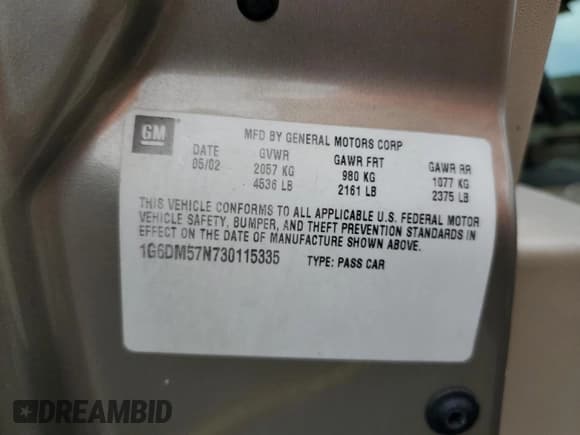 GM
MFD BY GENERAL MOTORS CORP
DATE GVWR GAWR FRT GAWR RR
05/02 2057 KG 980 KG 1077 KG
4536 LB 2161 LB 2375 LB
THIS VEHICLE CONFORMS TO ALL APPLICABLE U.S. FEDERAL MOTOR
VEHICLE SAFETY, BUMPER, AND THEFT PREVENTION STANDARDS IN
EFFECT ON THE DATE OF MANUFACTURE SHOWN ABOVE.
1G6DM57N730115335 TYPE: PASS CAR
DREAMBID